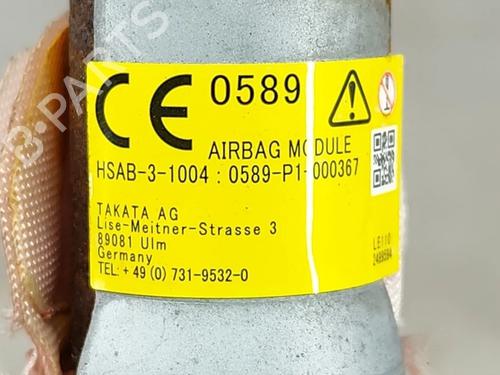 B-PARTS
CE 0589
AIRBAG MODULE
HSAB-3-1004 : 0589-P1-000367
TAKATA AG
Lise-Meitner-Strasse 3
89081 Ulm
Germany
TEL: +49(0) 731-9532-0
LE110